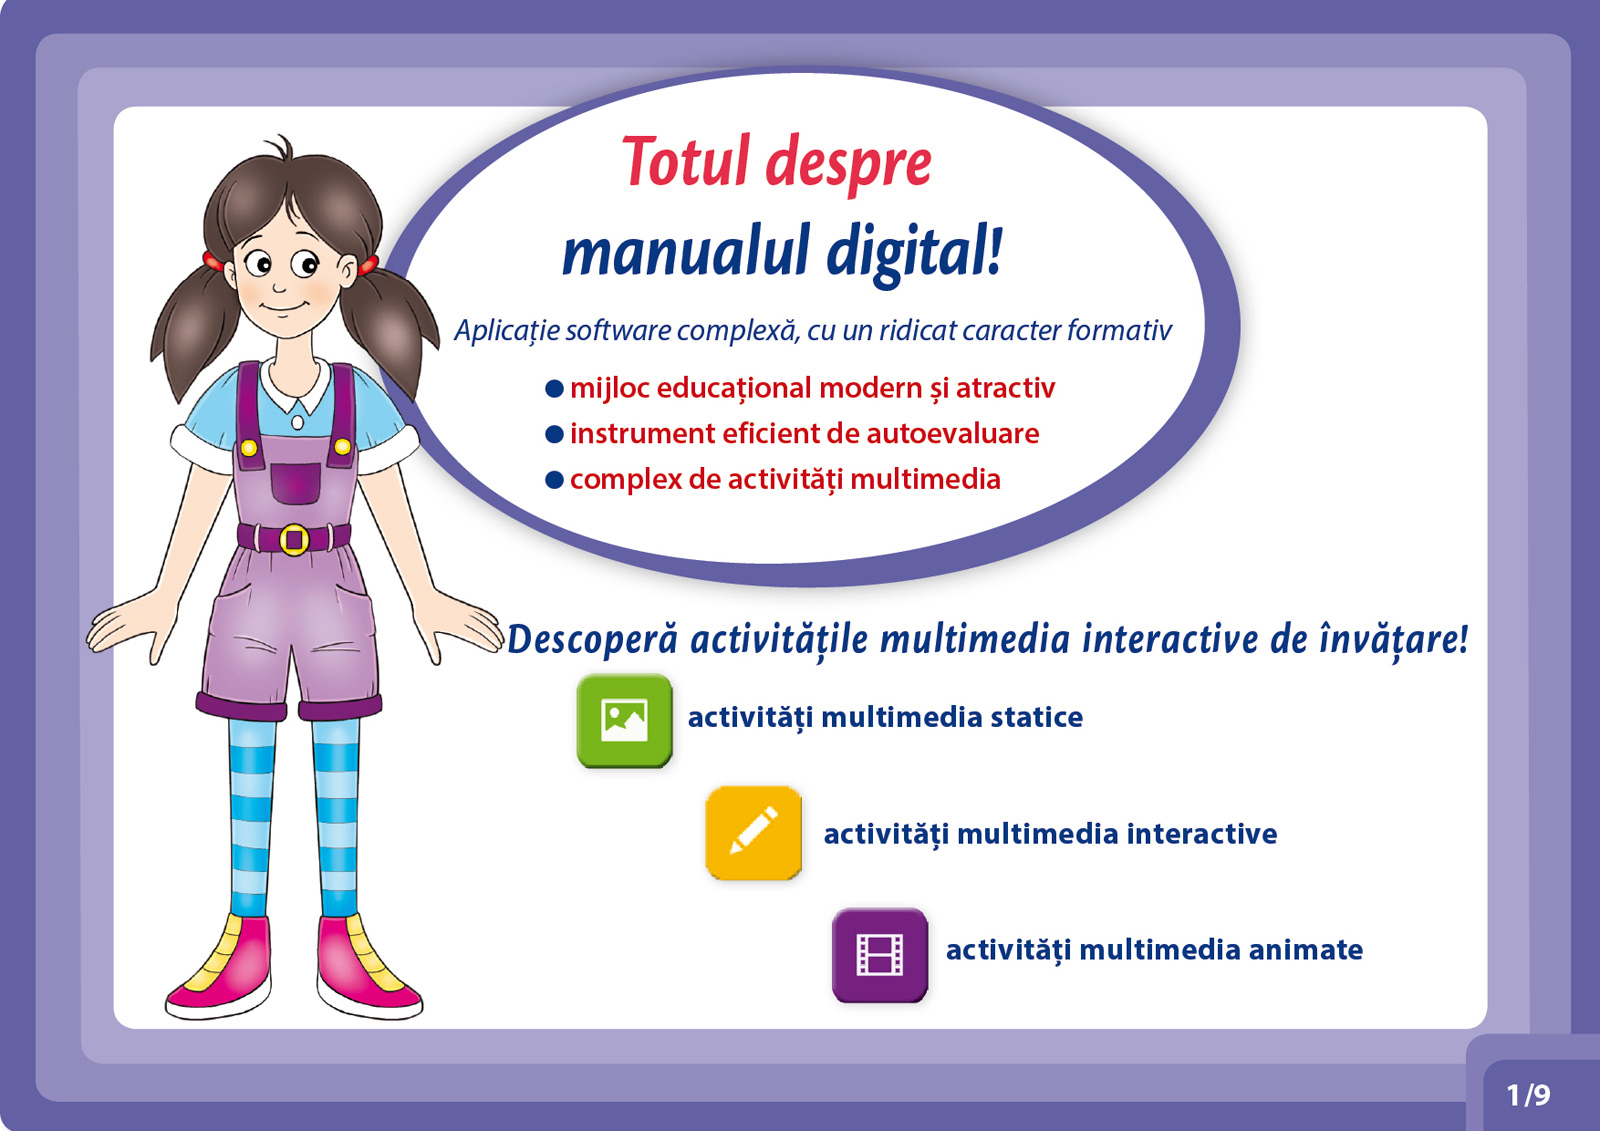 Totul despre
manualul digital!
Aplicație software complexă, cu un ridicat caracter formativ
● mijloc educațional modern și atractiv
● instrument eficient de autoevaluare
● complex de activități multimedia
Descoperă activitățile multimedia interactive de învățare!
activități multimedia statice
activități multimedia interactive
activități multimedia animate
1/9